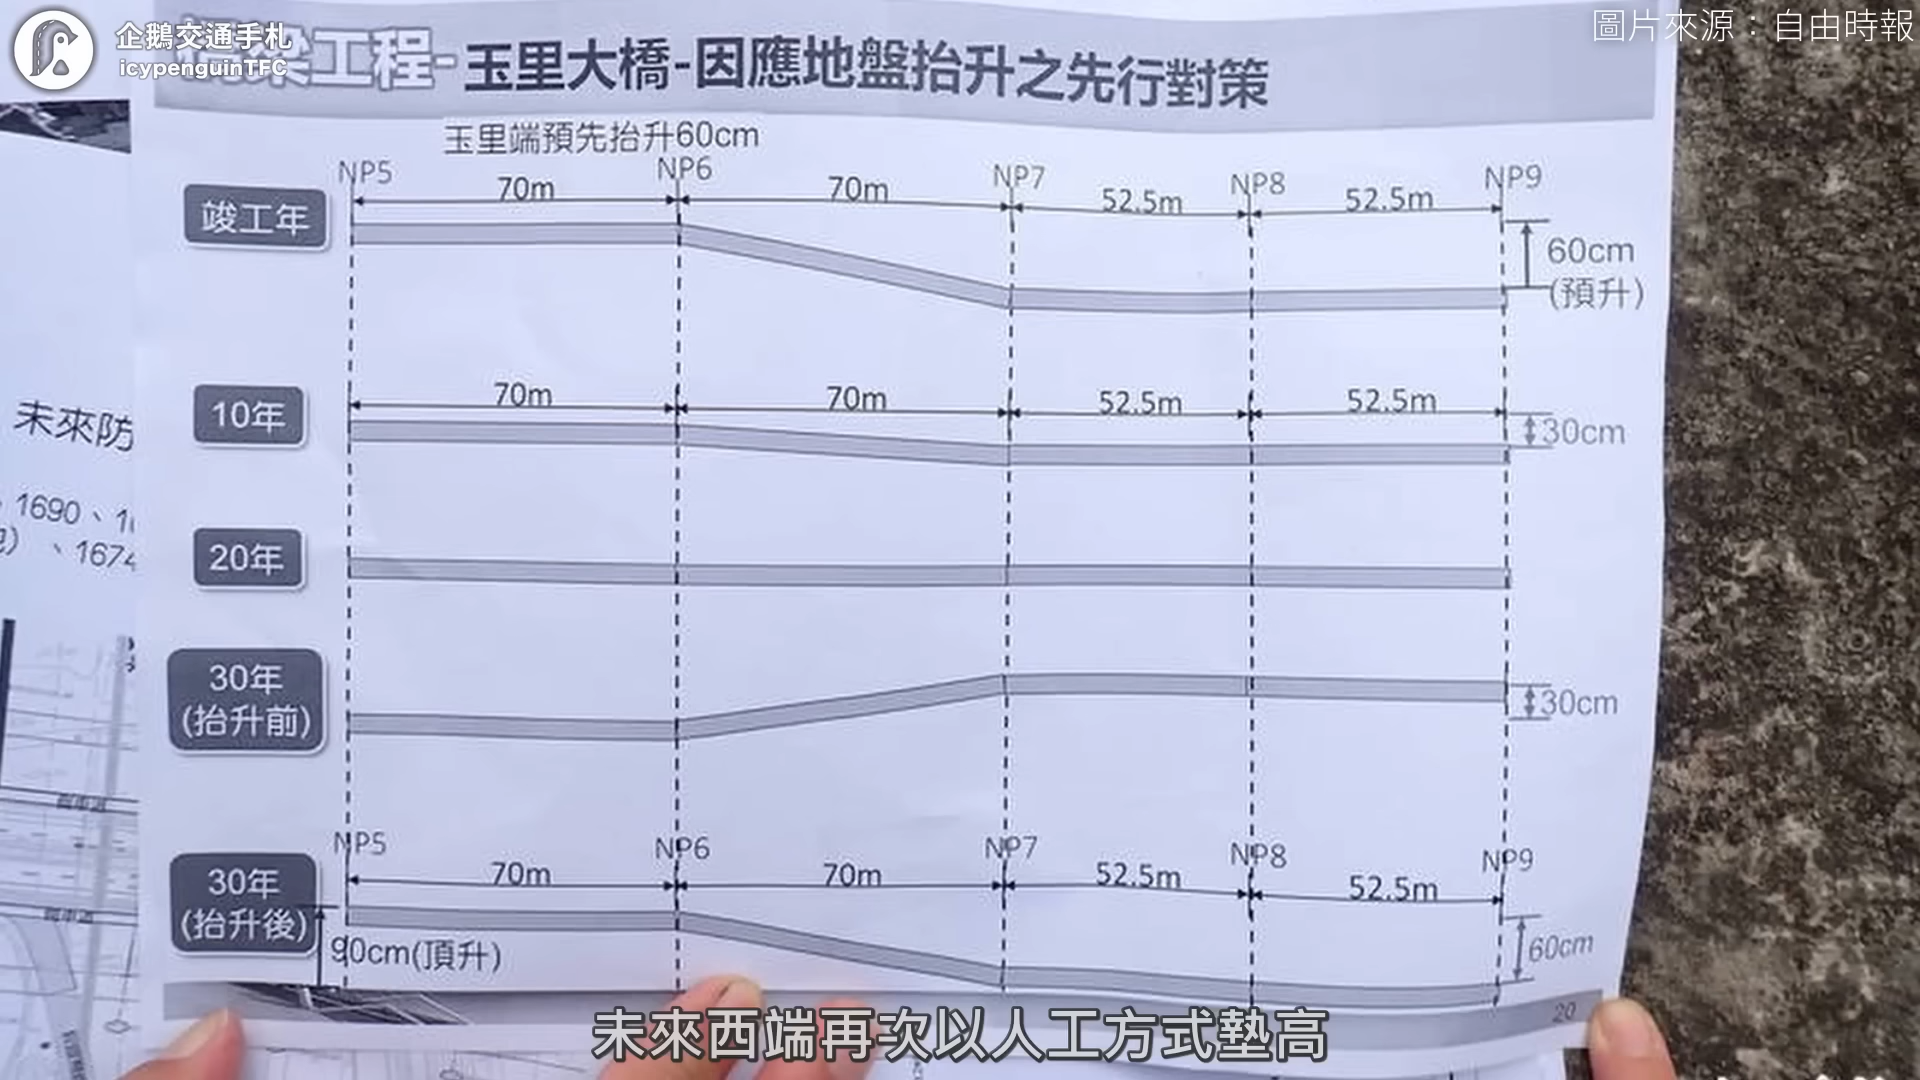 企鵝交通手札
icypenguinTFC
圖片來源：自由時報
橋梁工程-玉里大橋-因應地盤抬升之先行對策
玉里端預先抬升60cm
NP5 NP6 NP7 NP8 NP9
竣工年
70m 70m 52.5m 52.5m
60cm
(預升)
10年
70m 70m 52.5m 52.5m
30cm
未來防
、1690、1
、1674
20年
30年
(抬升前)
30cm
NP5 NP6 NP7 NP8 NP9
30年
(抬升後)
70m 70m 52.5m 52.5m
90cm(頂升)
60cm
20
未來西端再次以人工方式墊高